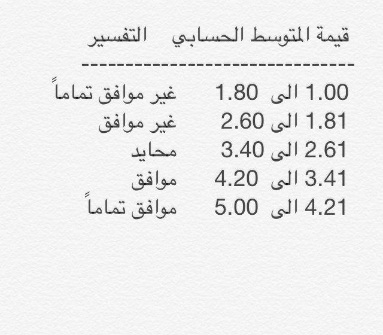 قيمة المتوسط الحسابي التفسير
--------------------------------
1.00 الى 1.80 غير موافق تماماً
1.81 الى 2.60 غير موافق
2.61 الى 3.40 محايد
3.41 الى 4.20 موافق
4.21 الى 5.00 موافق تماماً